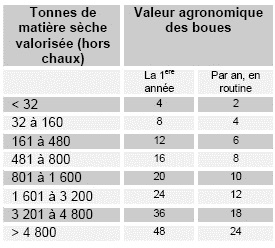 Tonnes de matière sèche valorisée (hors chaux) Valeur agronomique des boues
La 1ère année Par an, en routine
< 32 4 2
32 à 160 8 4
161 à 480 12 6
481 à 800 16 8
801 à 1 600 20 10
1 601 à 3 200 24 12
3 201 à 4 800 36 18
> 4 800 48 24